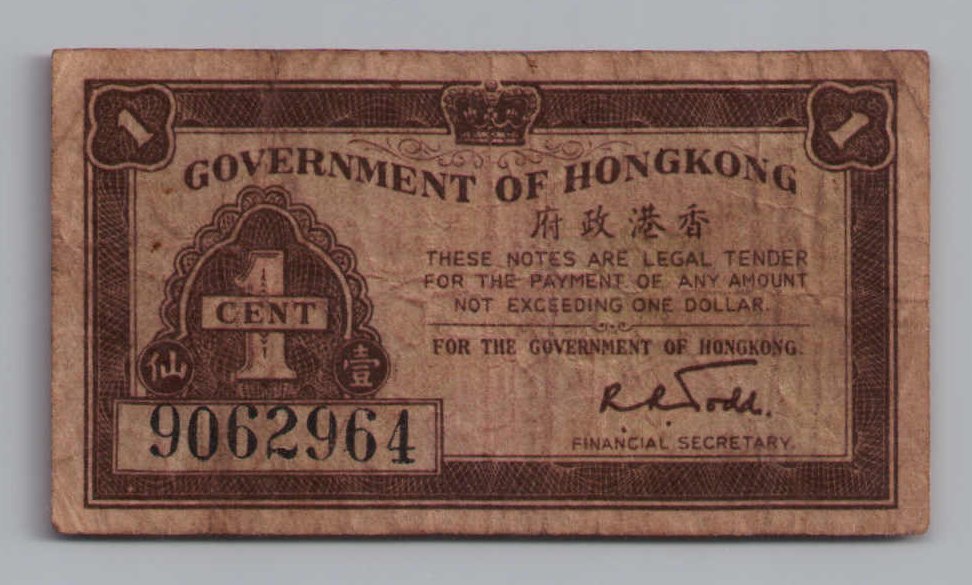 1 1
GOVERNMENT OF HONGKONG
府政港香
THESE NOTES ARE LEGAL TENDER
FOR THE PAYMENT OF ANY AMOUNT
NOT EXCEEDING ONE DOLLAR.
FOR THE GOVERNMENT OF HONGKONG.
R R Todd.
FINANCIAL SECRETARY.
1
CENT
仙 壹
9062964